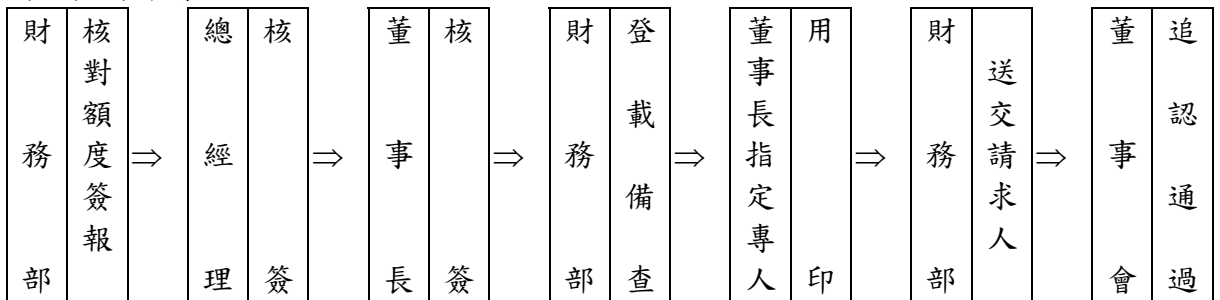 財務部 核對額度簽報
⇒
總經理 核簽
⇒
董事長 核簽
⇒
財務部 登載備查
⇒
董事長指定專人 用印
⇒
財務部 送交請求人
⇒
董事會 追認通過